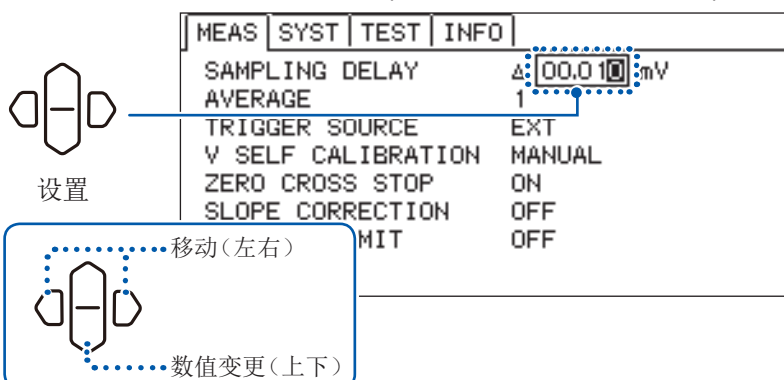 MEAS SYST TEST INFO
SAMPLING DELAY Δ 00.010 mV
AVERAGE 1
TRIGGER SOURCE EXT
V SELF CALIBRATION MANUAL
ZERO CROSS STOP ON
SLOPE CORRECTION OFF
MIT OFF
设置
移动(左右)
数值变更(上下)